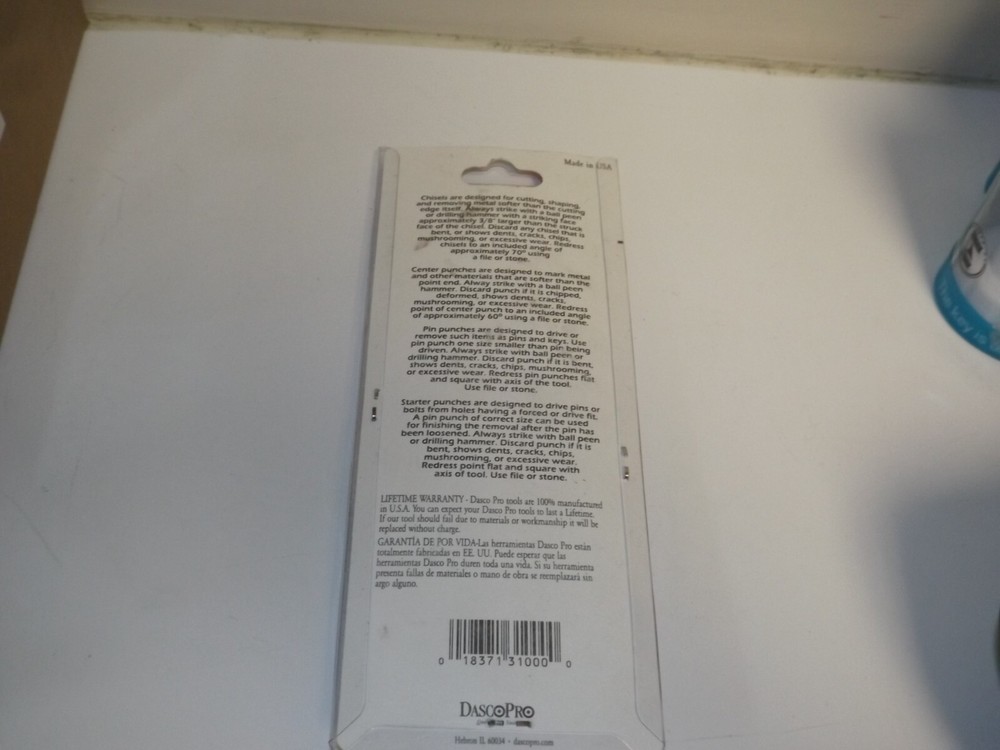 Made in USA
Chisels are designed for cutting, shaping,
and removing metal softer than the cutting
edge itself. Always strike with a ball peen
or drilling hammer with a striking face
approximately 3/8" larger than the struck
face of the chisel. Discard any chisel that is
bent, or shows dents, cracks, chips,
mushrooming, or excessive wear. Redress
chisels to an included angle of
approximately 70° using
a file or stone.
Center punches are designed to mark metal
and other materials that are softer than the
point end. Alway strike with a ball peen
hammer. Discard punch if it is chipped,
deformed, shows dents, cracks,
mushrooming, or excessive wear. Redress
point of center punch to an included angle
of approximately 60° using a file or stone.
Pin punches are designed to drive or
remove such items as pins and keys. Use
pin punch one size smaller than pin being
driven. Always strike with ball peen or
drilling hammer. Discard punch if it is bent,
shows dents, cracks, chips, mushrooming,
or excessive wear. Redress pin punches flat
and square with axis of the tool.
Use file or stone.
Starter punches are designed to drive pins or
bolts from holes having a forced or drive fit.
A pin punch of correct size can be used
for finishing the removal after the pin has
been loosened. Always strike with ball peen
or drilling hammer. Discard punch if it is
bent, shows dents, cracks, chips,
mushrooming, or excessive wear.
Redress point flat and square with
axis of tool. Use file or stone.
LIFETIME WARRANTY - Dasco Pro tools are 100% manufactured
in U.S.A. You can expect your Dasco Pro tools to last a Lifetime.
If our tool should fail due to materials or workmanship it will be
replaced without charge.
GARANTÍA DE POR VIDA-Las herramientas Dasco Pro están
totalmente fabricadas en EE. UU. Puede esperar que las
herramientas Dasco Pro duren toda una vida. Si su herramienta
presenta fallas de materiales o mano de obra se reemplazará sin
argo alguno.
0 18371 31000 0
DASCOPRO
Hebron IL 60034 • dascopro.com